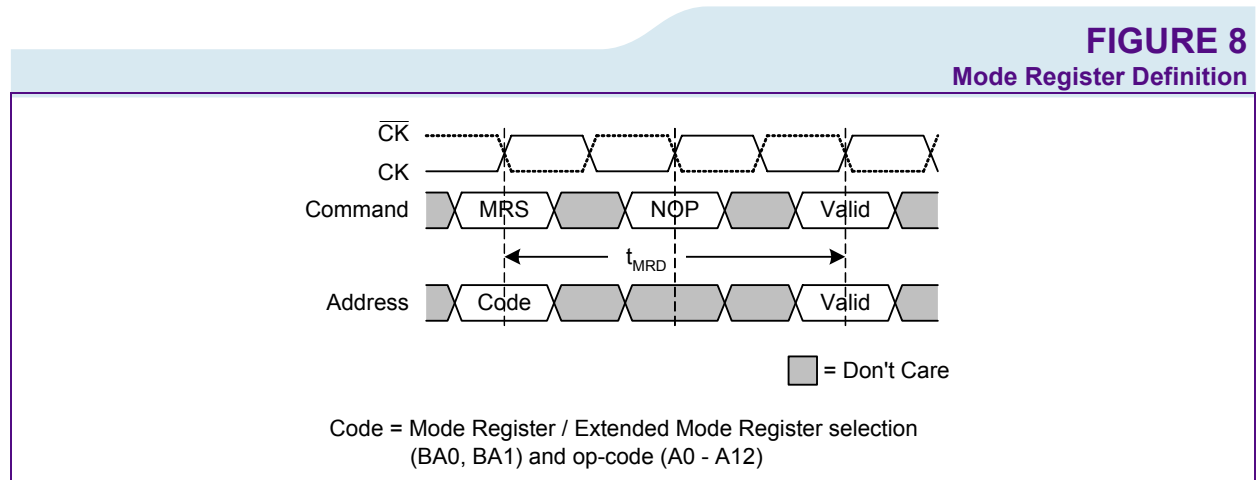 FIGURE 8
Mode Register Definition
CK
CK
Command MRS NOP Valid
tMRD
Address Code Valid
= Don't Care
Code = Mode Register / Extended Mode Register selection
(BA0, BA1) and op-code (A0 - A12)